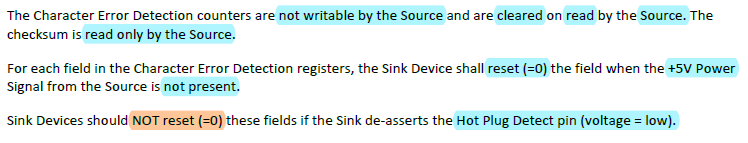 The Character Error Detection counters are not writable by the Source and are cleared on read by the Source. The
checksum is read only by the Source.
For each field in the Character Error Detection registers, the Sink Device shall reset (=0) the field when the +5V Power
Signal from the Source is not present.
Sink Devices should NOT reset (=0) these fields if the Sink de-asserts the Hot Plug Detect pin (voltage = low).